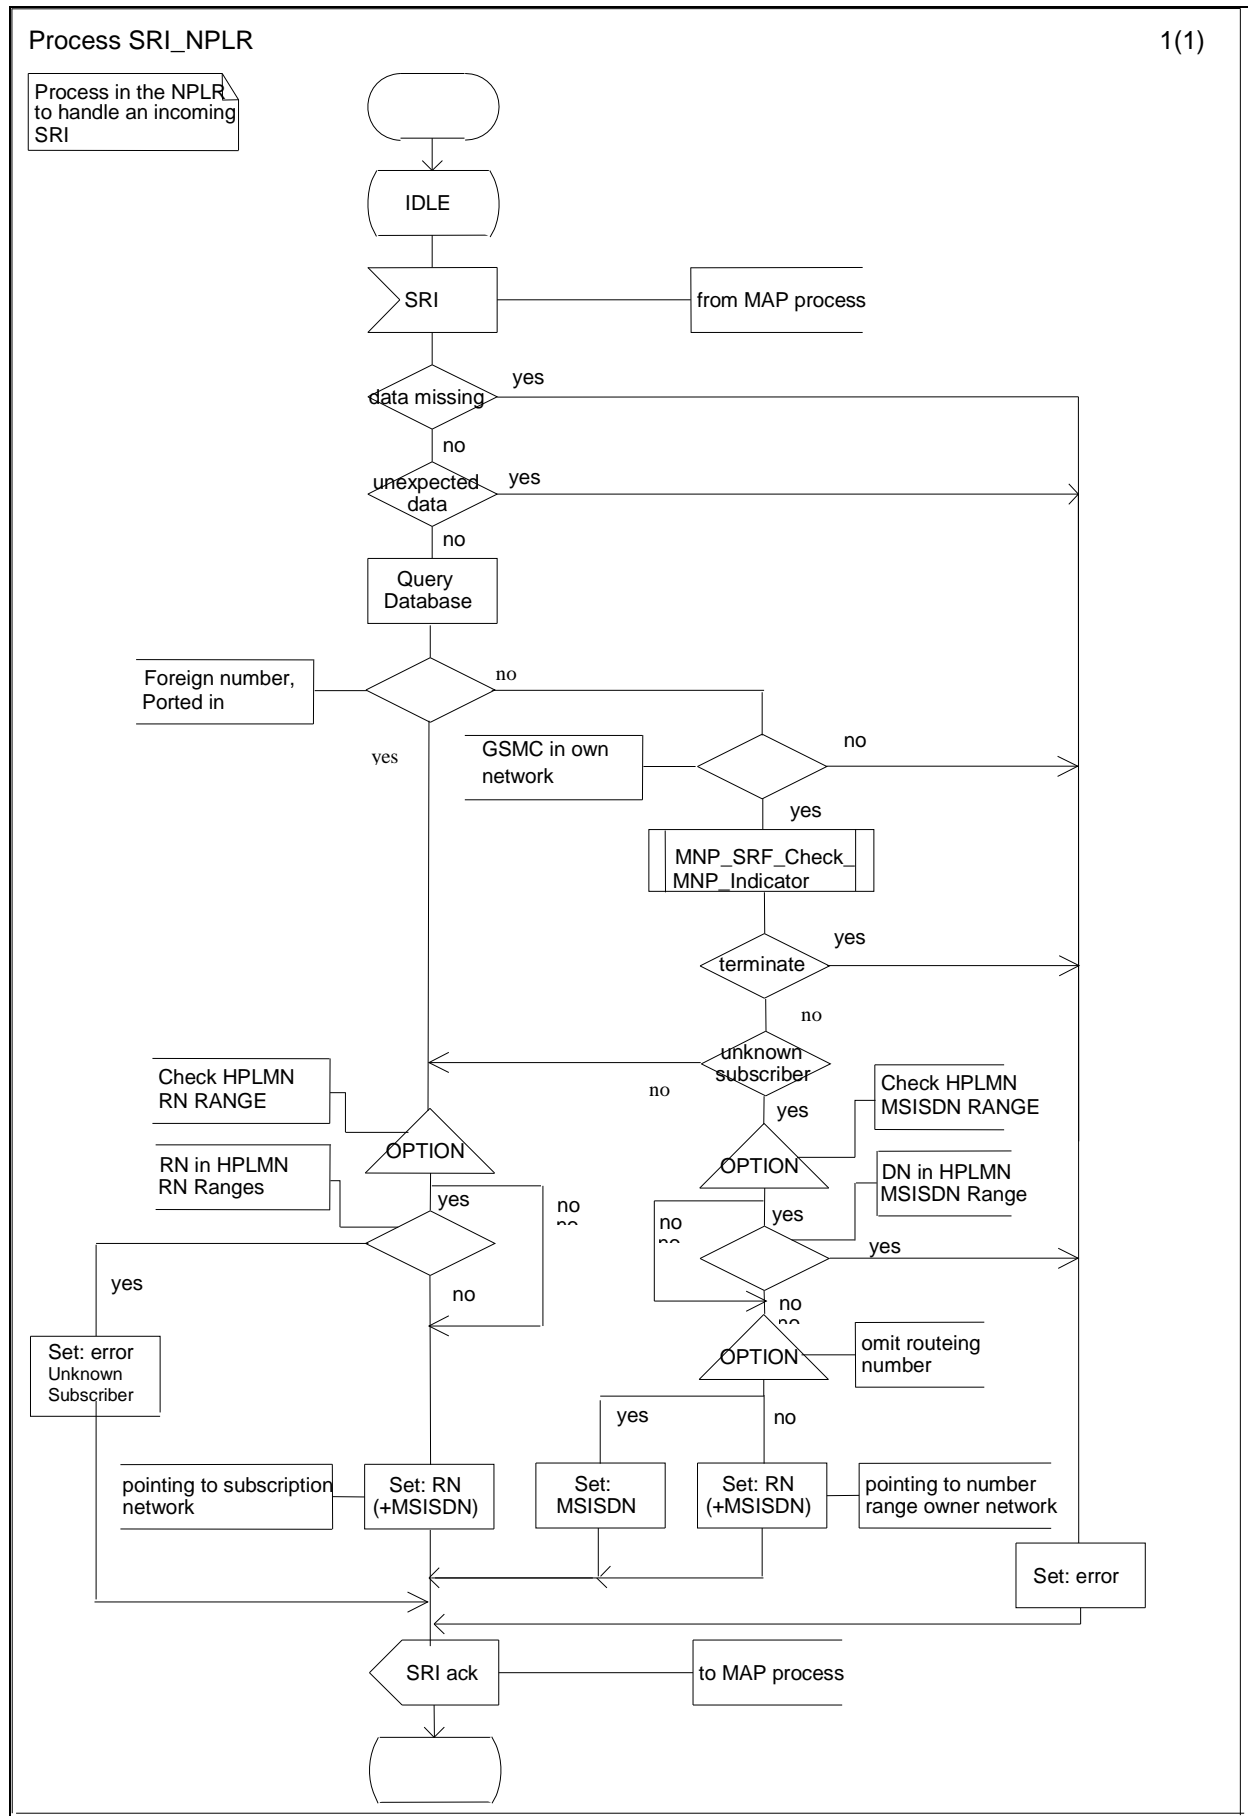 Process SRI_NPLR
1(1)
Process in the NPLR
to handle an incoming
SRI
IDLE
SRI
from MAP process
data missing
yes
no
unexpected
data
yes
no
Query
Database
Foreign number,
Ported in
no
yes
GSMC in own
network
no
yes
MNP_SRF_Check_
MNP_Indicator
terminate
yes
no
unknown
subscriber
no
yes
Check HPLMN
RN RANGE
OPTION
Check HPLMN
MSISDN RANGE
OPTION
RN in HPLMN
RN Ranges
yes
no
no
DN in HPLMN
MSISDN Range
no
no
yes
yes
yes
no
no
no
Set: error
Unknown
Subscriber
OPTION
omit routeing
number
yes
no
pointing to subscription
network
Set: RN
(+MSISDN)
Set:
MSISDN
Set: RN
(+MSISDN)
pointing to number
range owner network
Set: error
SRI ack
to MAP process